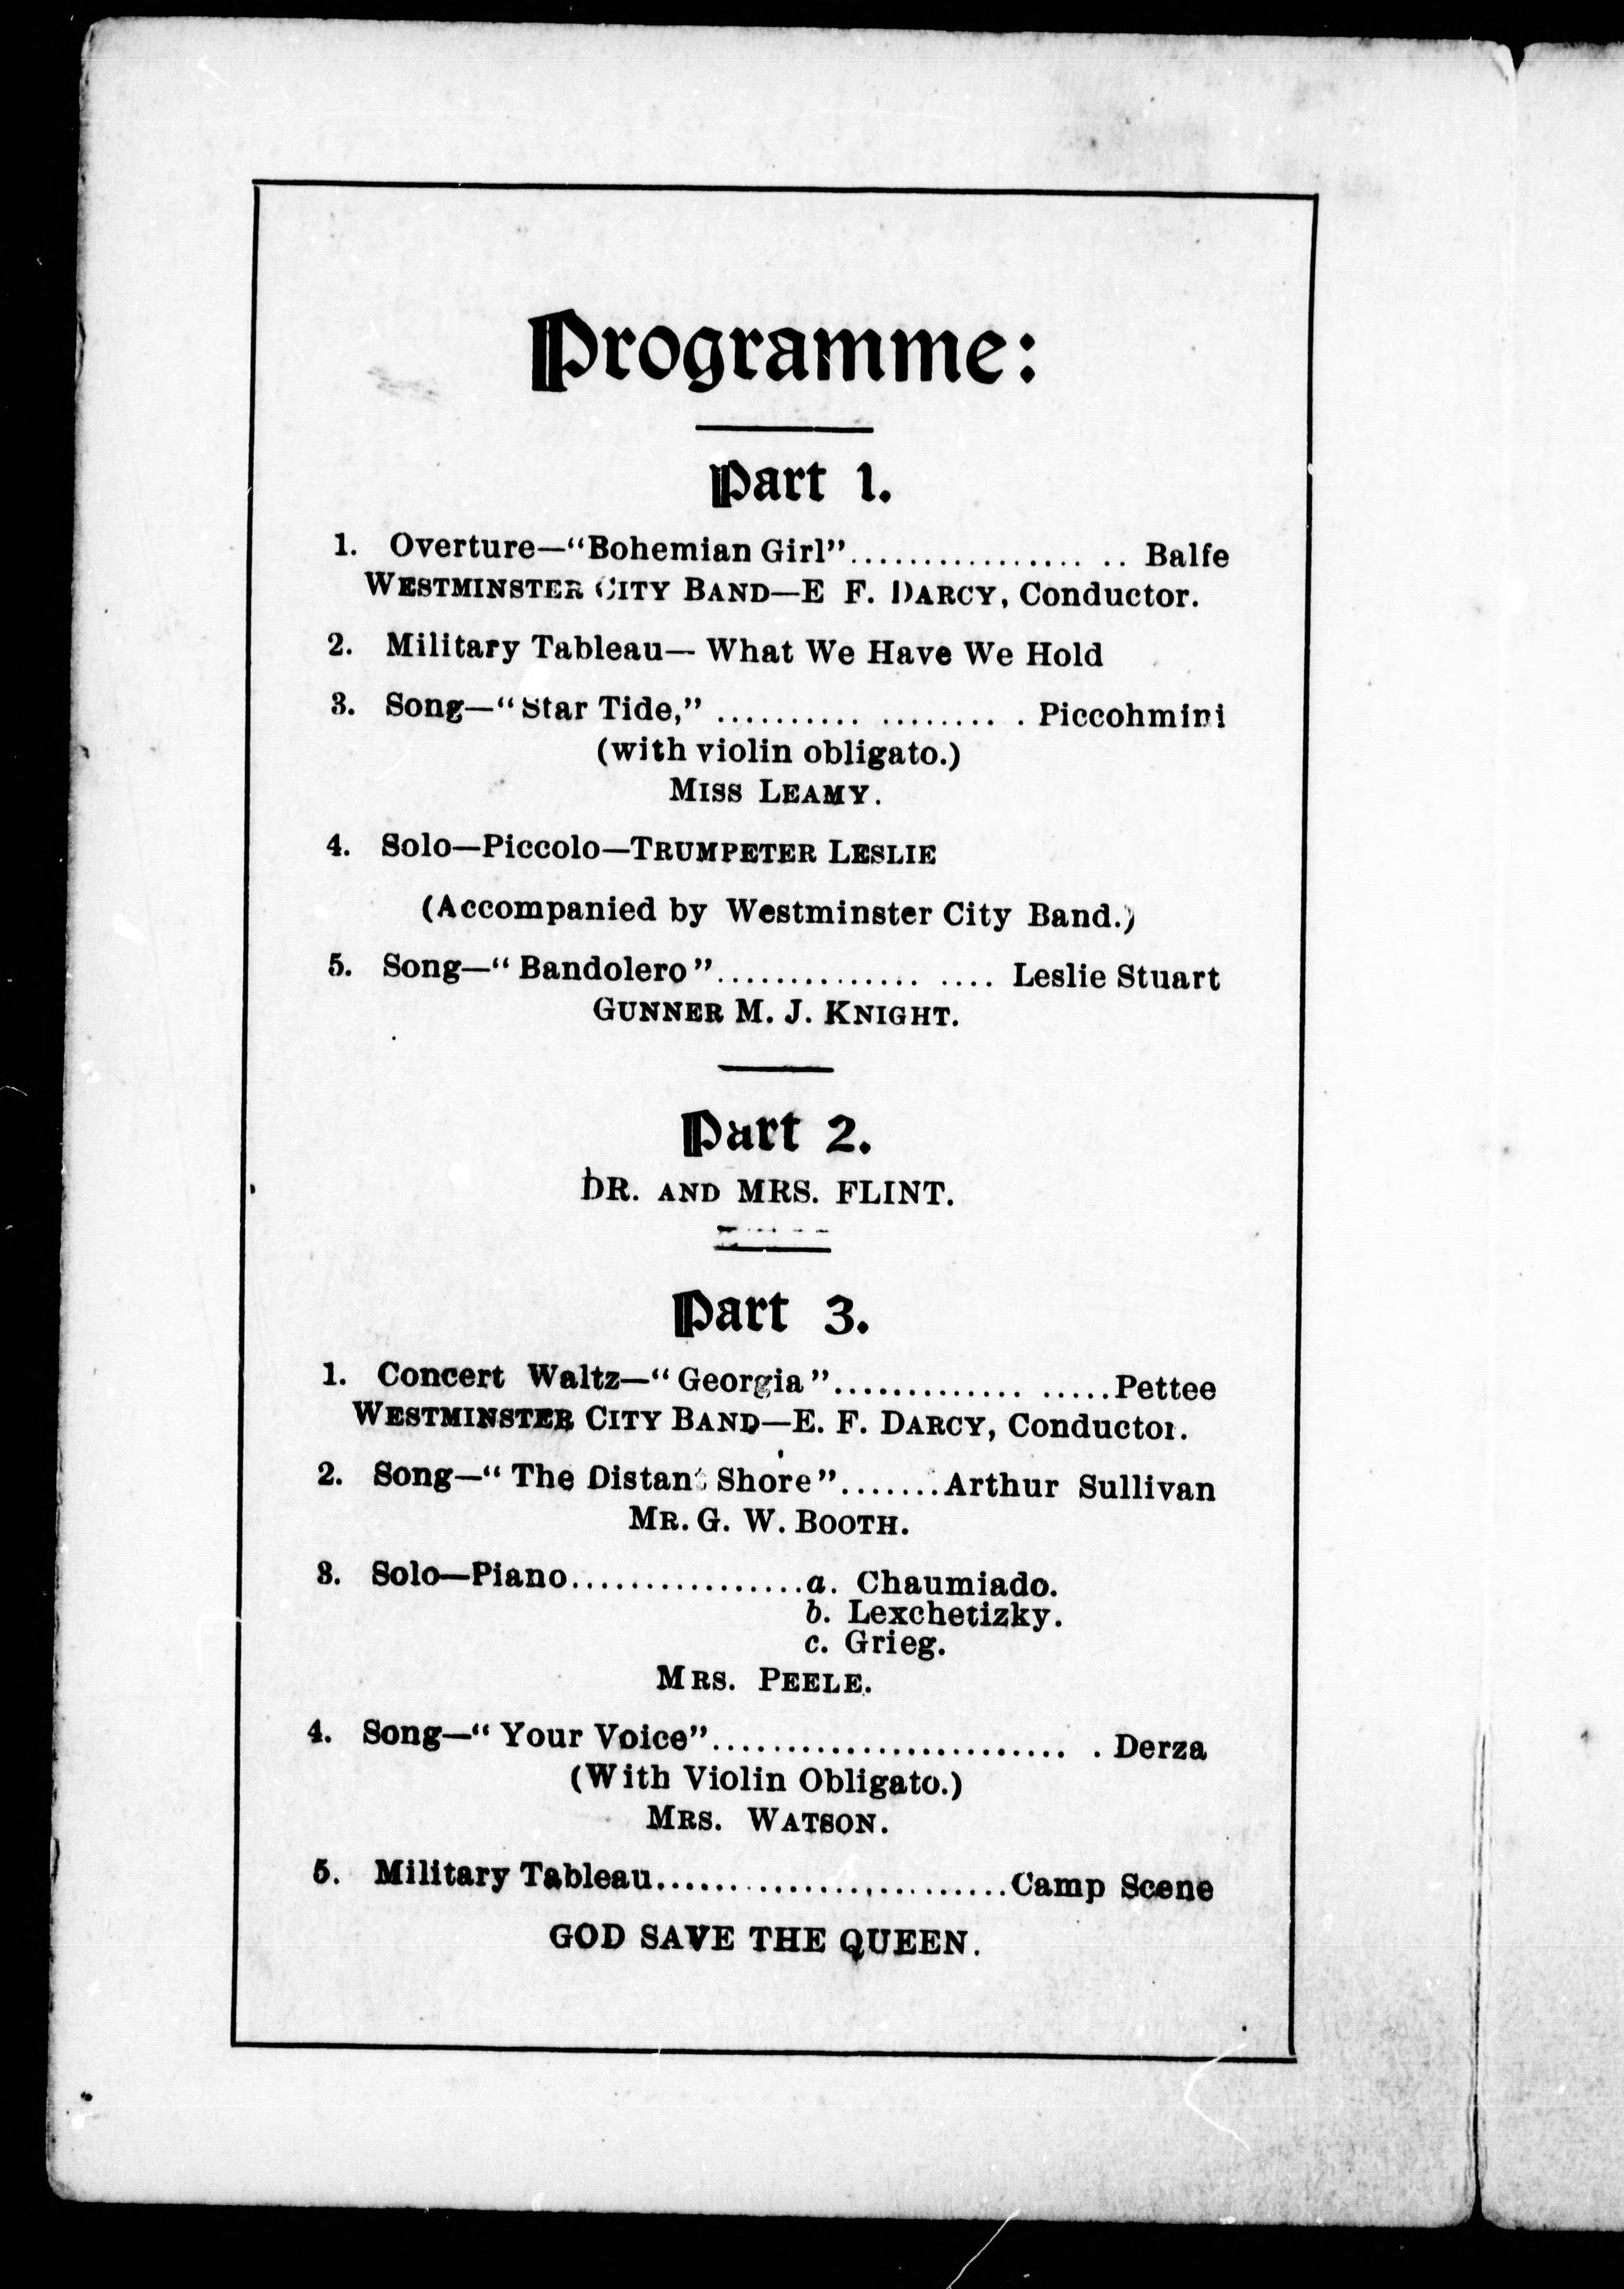 Programme:
Part 1.
1. Overture—"Bohemian Girl"................. .. Balfe
WESTMINSTER CITY BAND—E F. DARCY, Conductor.
2. Military Tableau— What We Have We Hold
3. Song—"Star Tide," .......... ........ . Piccohmini
(with violin obligato.)
MISS LEAMY.
4. Solo—Piccolo—TRUMPETER LESLIE
(Accompanied by Westminster City Band.)
5. Song—"Bandolero".............. .... Leslie Stuart
GUNNER M. J. KNIGHT.
Part 2.
DR. AND MRS. FLINT.
Part 3.
1. Concert Waltz—"Georgia"............. .....Pettee
WESTMINSTER CITY BAND—E. F. DARCY, Conductor.
2. Song—"The Distant Shore".......Arthur Sullivan
MR. G. W. BOOTH.
3. Solo—Piano................a. Chaumiado.
b. Lexchetizky.
c. Grieg.
MRS. PEELE.
4. Song—"Your Voice"........................ . Derza
(With Violin Obligato.)
MRS. WATSON.
5. Military Tableau........................Camp Scene
GOD SAVE THE QUEEN.